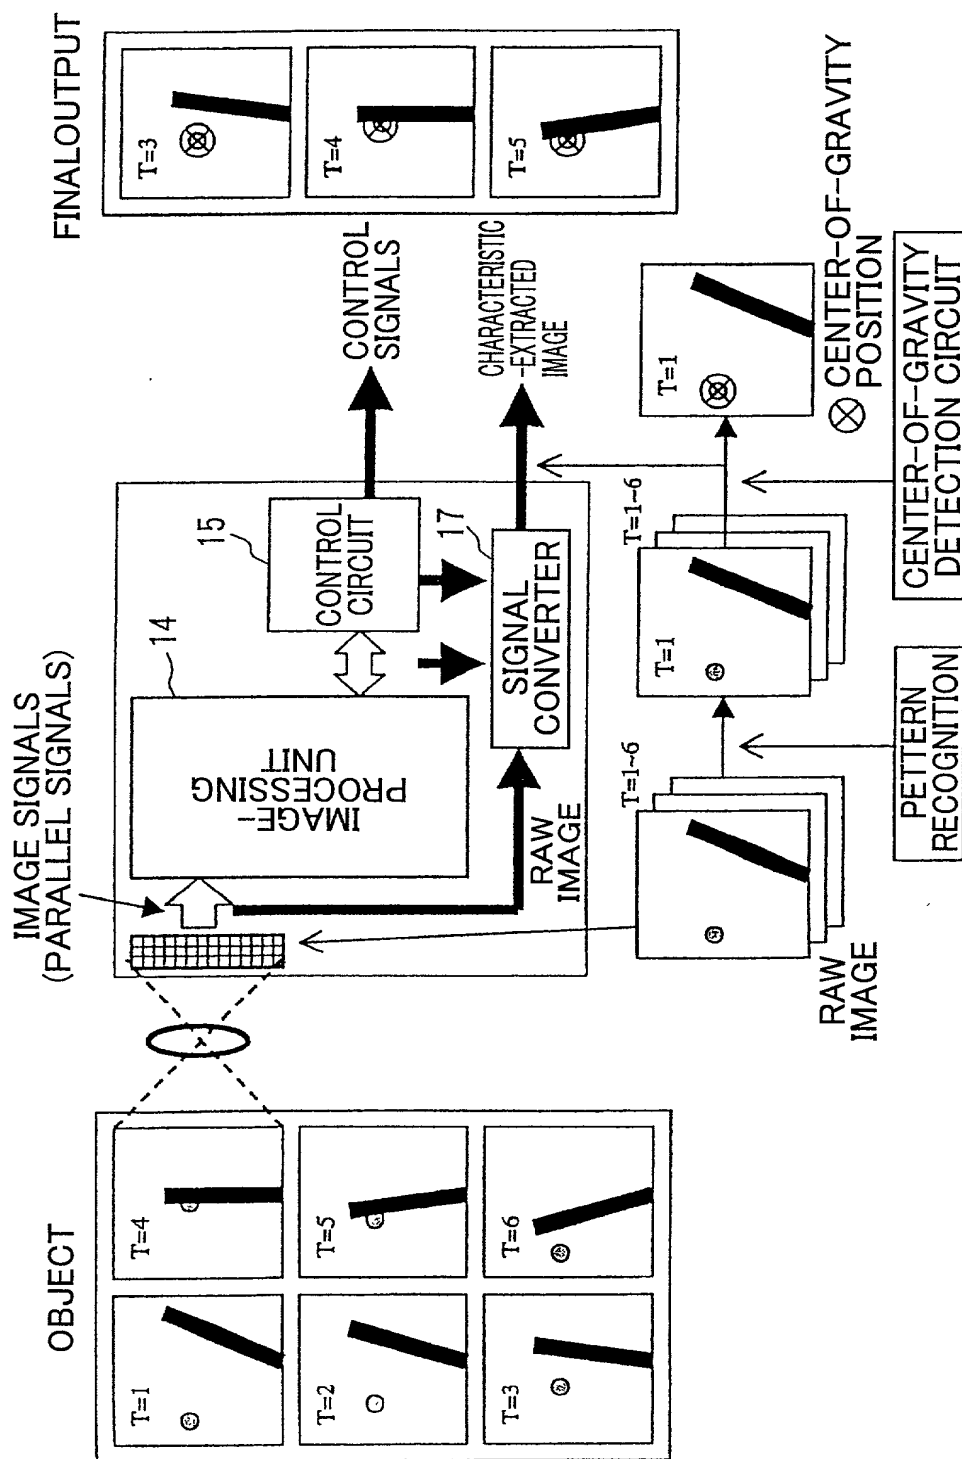 OBJECT
T=1
T=4
T=2
T=5
T=3
T=6
IMAGE SIGNALS
(PARALLEL SIGNALS)
14
IMAGE-
PROCESSING
UNIT
15
CONTROL
CIRCUIT
17
SIGNAL
CONVERTER
RAW
IMAGE
CONTROL
SIGNALS
CHARACTERISTIC
-EXTRACTED
IMAGE
FINALOUTPUT
T=3
T=4
T=5
RAW
IMAGE
T=1~6
PETTERN
RECOGNITION
T=1~6
T=1
CENTER-OF-GRAVITY
DETECTION CIRCUIT
T=1
CENTER-OF-GRAVITY
POSITION